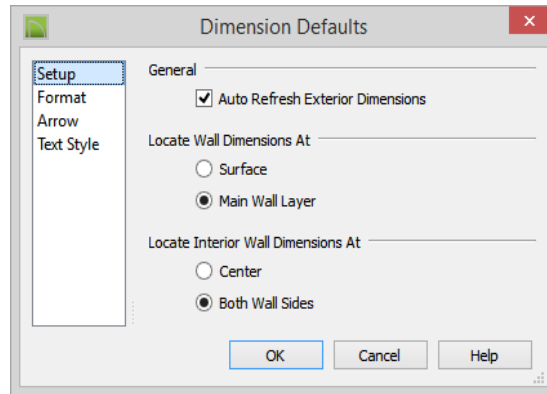 Dimension Defaults
Setup
Format
Arrow
Text Style
General
Auto Refresh Exterior Dimensions
Locate Wall Dimensions At
Surface
Main Wall Layer
Locate Interior Wall Dimensions At
Center
Both Wall Sides
OK Cancel Help